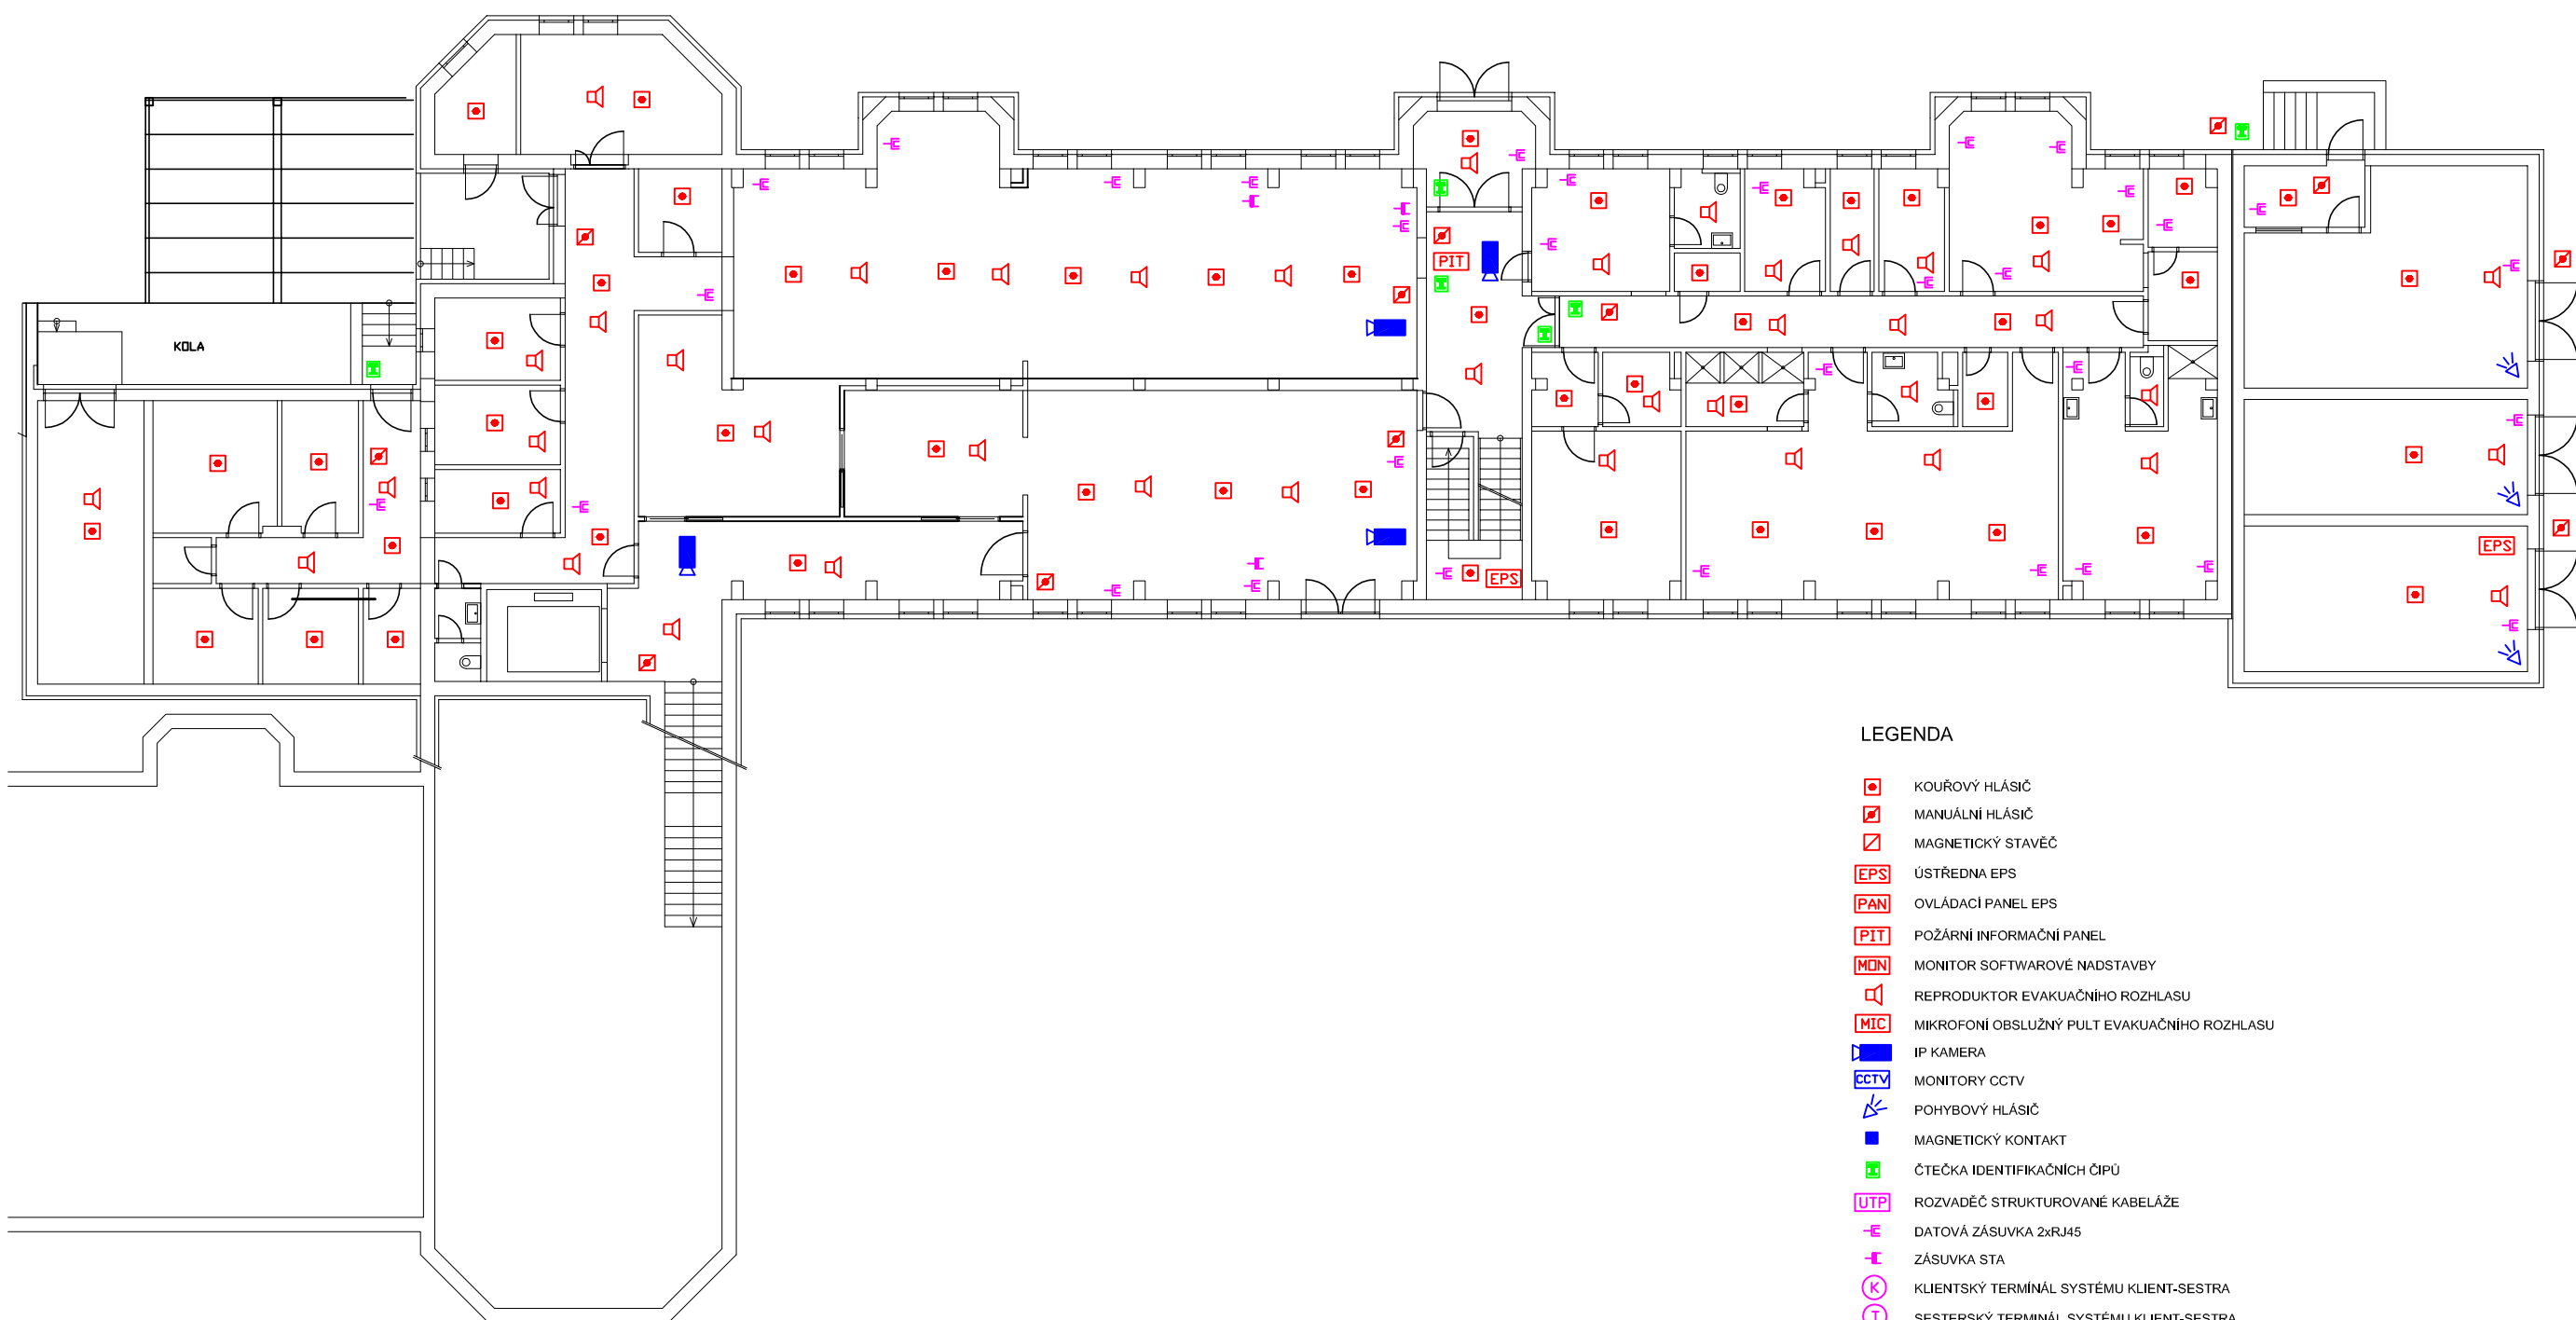 PIT
KOLA
EPS
EPS
LEGENDA
KOUŘOVÝ HLÁSIČ
MANUÁLNÍ HLÁSIČ
MAGNETICKÝ STAVĚČ
EPS ÚSTŘEDNA EPS
PAN OVLÁDACÍ PANEL EPS
PIT POŽÁRNÍ INFORMAČNÍ PANEL
MON MONITOR SOFTWAROVÉ NADSTAVBY
REPRODUKTOR EVAKUAČNÍHO ROZHLASU
MIC MIKROFONÍ OBSLUŽNÝ PULT EVAKUAČNÍHO ROZHLASU
IP KAMERA
CCTV MONITORY CCTV
POHYBOVÝ HLÁSIČ
MAGNETICKÝ KONTAKT
ČTEČKA IDENTIFIKAČNÍCH ČIPŮ
UTP ROZVADĚČ STRUKTUROVANÉ KABELÁŽE
DATOVÁ ZÁSUVKA 2xRJ45
ZÁSUVKA STA
K KLIENTSKÝ TERMÍNÁL SYSTÉMU KLIENT-SESTRA
T SESTERSKÝ TERMINÁL SYSTÉMU KLIENT-SESTRA